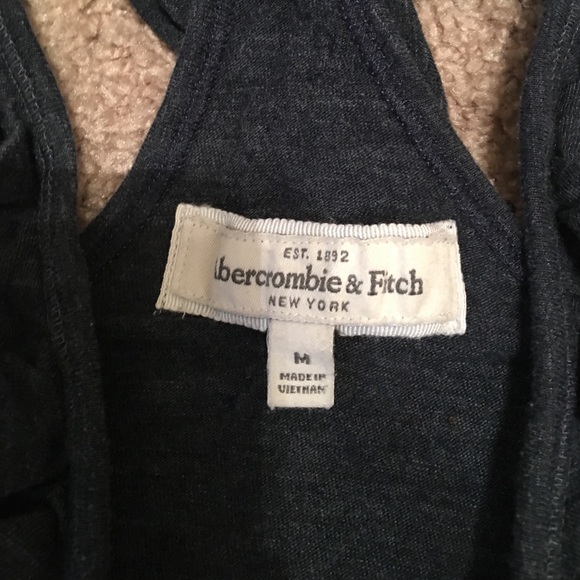 EST. 1892
Abercrombie & Fitch
NEW YORK
M
MADE IN
VIETNAM